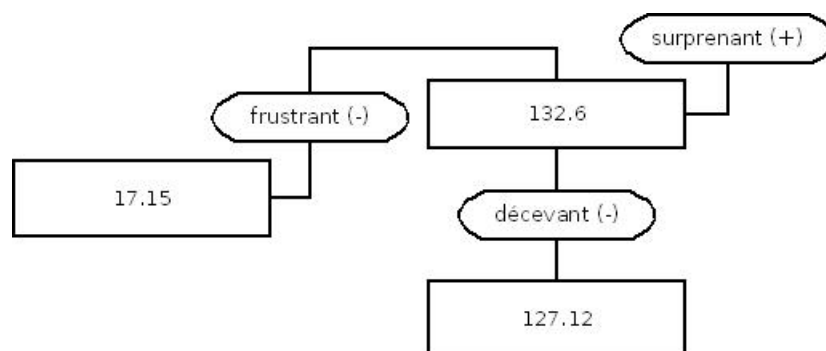 surprenant (+)
frustrant (-)
132.6
17.15
décevant (-)
127.12